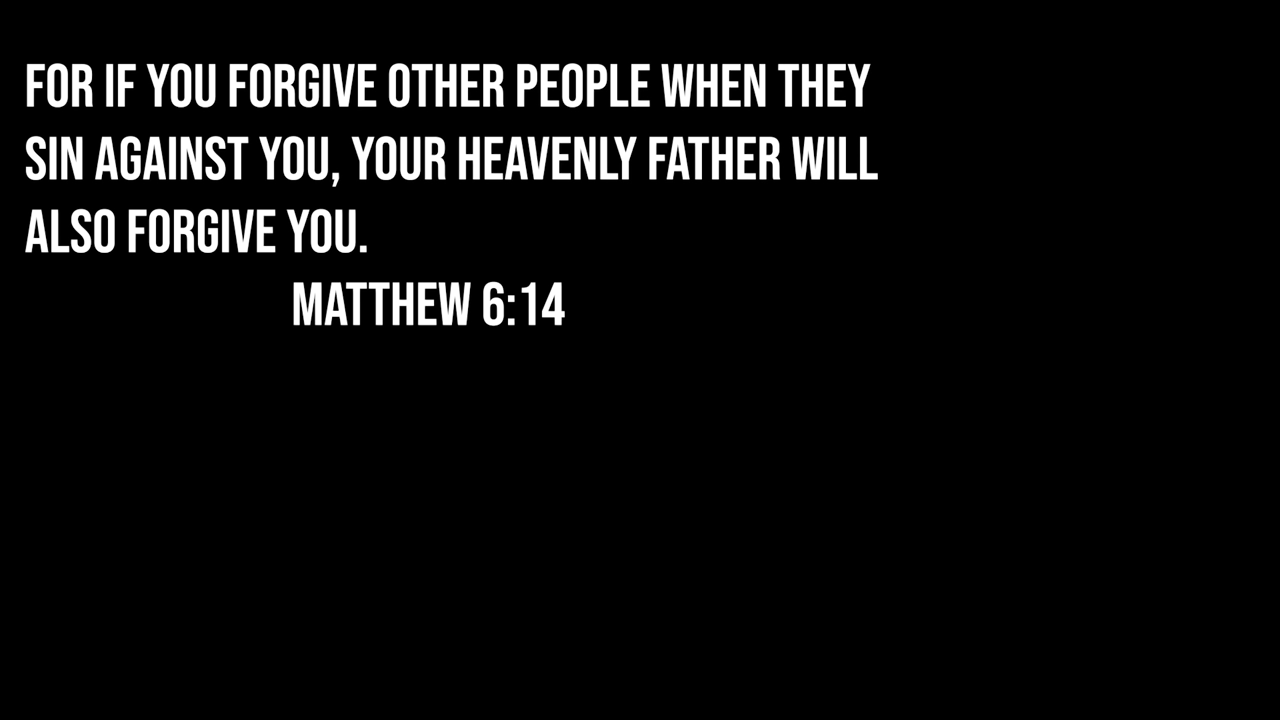 FOR IF YOU FORGIVE OTHER PEOPLE WHEN THEY
SIN AGAINST YOU, YOUR HEAVENLY FATHER WILL
ALSO FORGIVE YOU.
MATTHEW 6:14